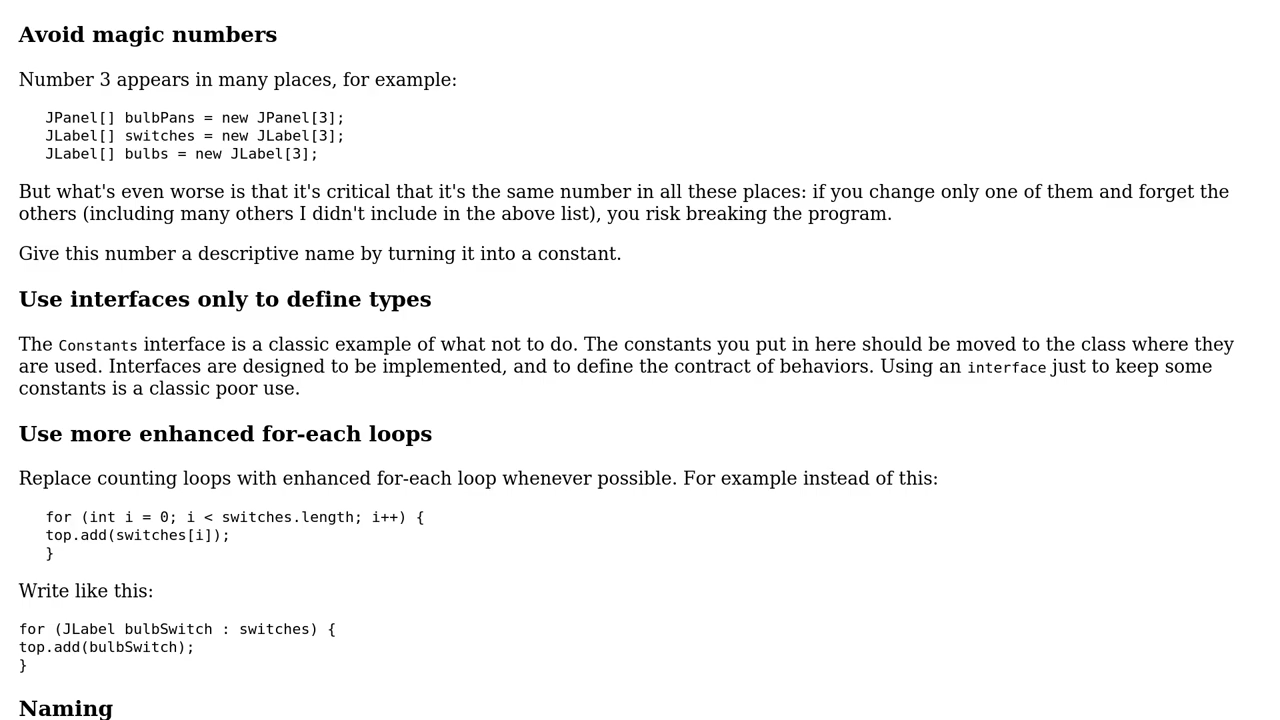 Avoid magic numbers
Number 3 appears in many places, for example:
JPanel[] bulbPans = new JPanel[3];
JLabel[] switches = new JLabel[3];
JLabel[] bulbs = new JLabel[3];
But what's even worse is that it's critical that it's the same number in all these places: if you change only one of them and forget the
others (including many others I didn't include in the above list), you risk breaking the program.
Give this number a descriptive name by turning it into a constant.
Use interfaces only to define types
The Constants interface is a classic example of what not to do. The constants you put in here should be moved to the class where they
are used. Interfaces are designed to be implemented, and to define the contract of behaviors. Using an interface just to keep some
constants is a classic poor use.
Use more enhanced for-each loops
Replace counting loops with enhanced for-each loop whenever possible. For example instead of this:
for (int i = 0; i < switches.length; i++) {
top.add(switches[i]);
}
Write like this:
for (JLabel bulbSwitch : switches) {
top.add(bulbSwitch);
}
Naming